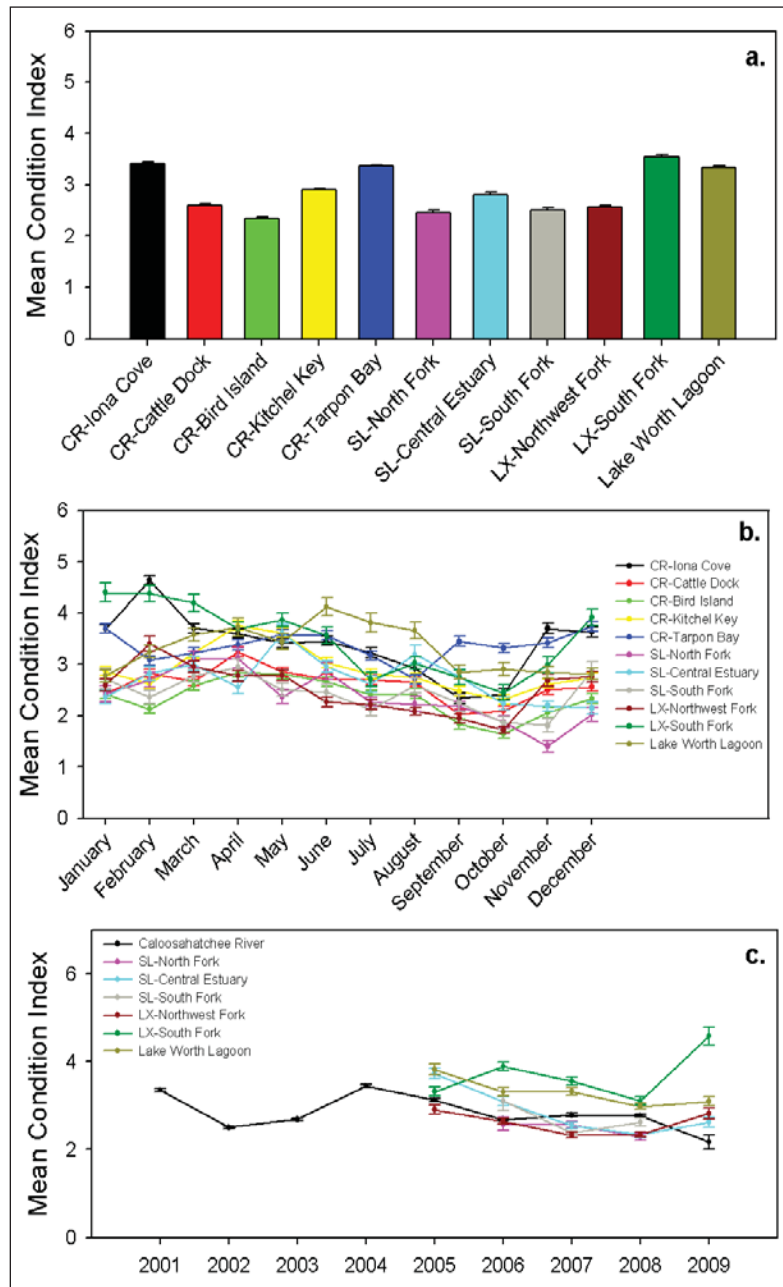 a.
Mean Condition Index
6
5
4
3
2
1
0
CR-Iona Cove
CR-Cattle Dock
CR-Bird Island
CR-Kitchel Key
CR-Tarpon Bay
SL-North Fork
SL-Central Estuary
SL-South Fork
LX-Northwest Fork
LX-South Fork
Lake Worth Lagoon
b.
Mean Condition Index
6
5
4
3
2
1
0
CR-Iona Cove
CR-Cattle Dock
CR-Bird Island
CR-Kitchel Key
CR-Tarpon Bay
SL-North Fork
SL-Central Estuary
SL-South Fork
LX-Northwest Fork
LX-South Fork
Lake Worth Lagoon
January
February
March
April
May
June
July
August
September
October
November
December
c.
Mean Condition Index
6
4
2
0
Caloosahatchee River
SL-North Fork
SL-Central Estuary
SL-South Fork
LX-Northwest Fork
LX-South Fork
Lake Worth Lagoon
2001
2002
2003
2004
2005
2006
2007
2008
2009